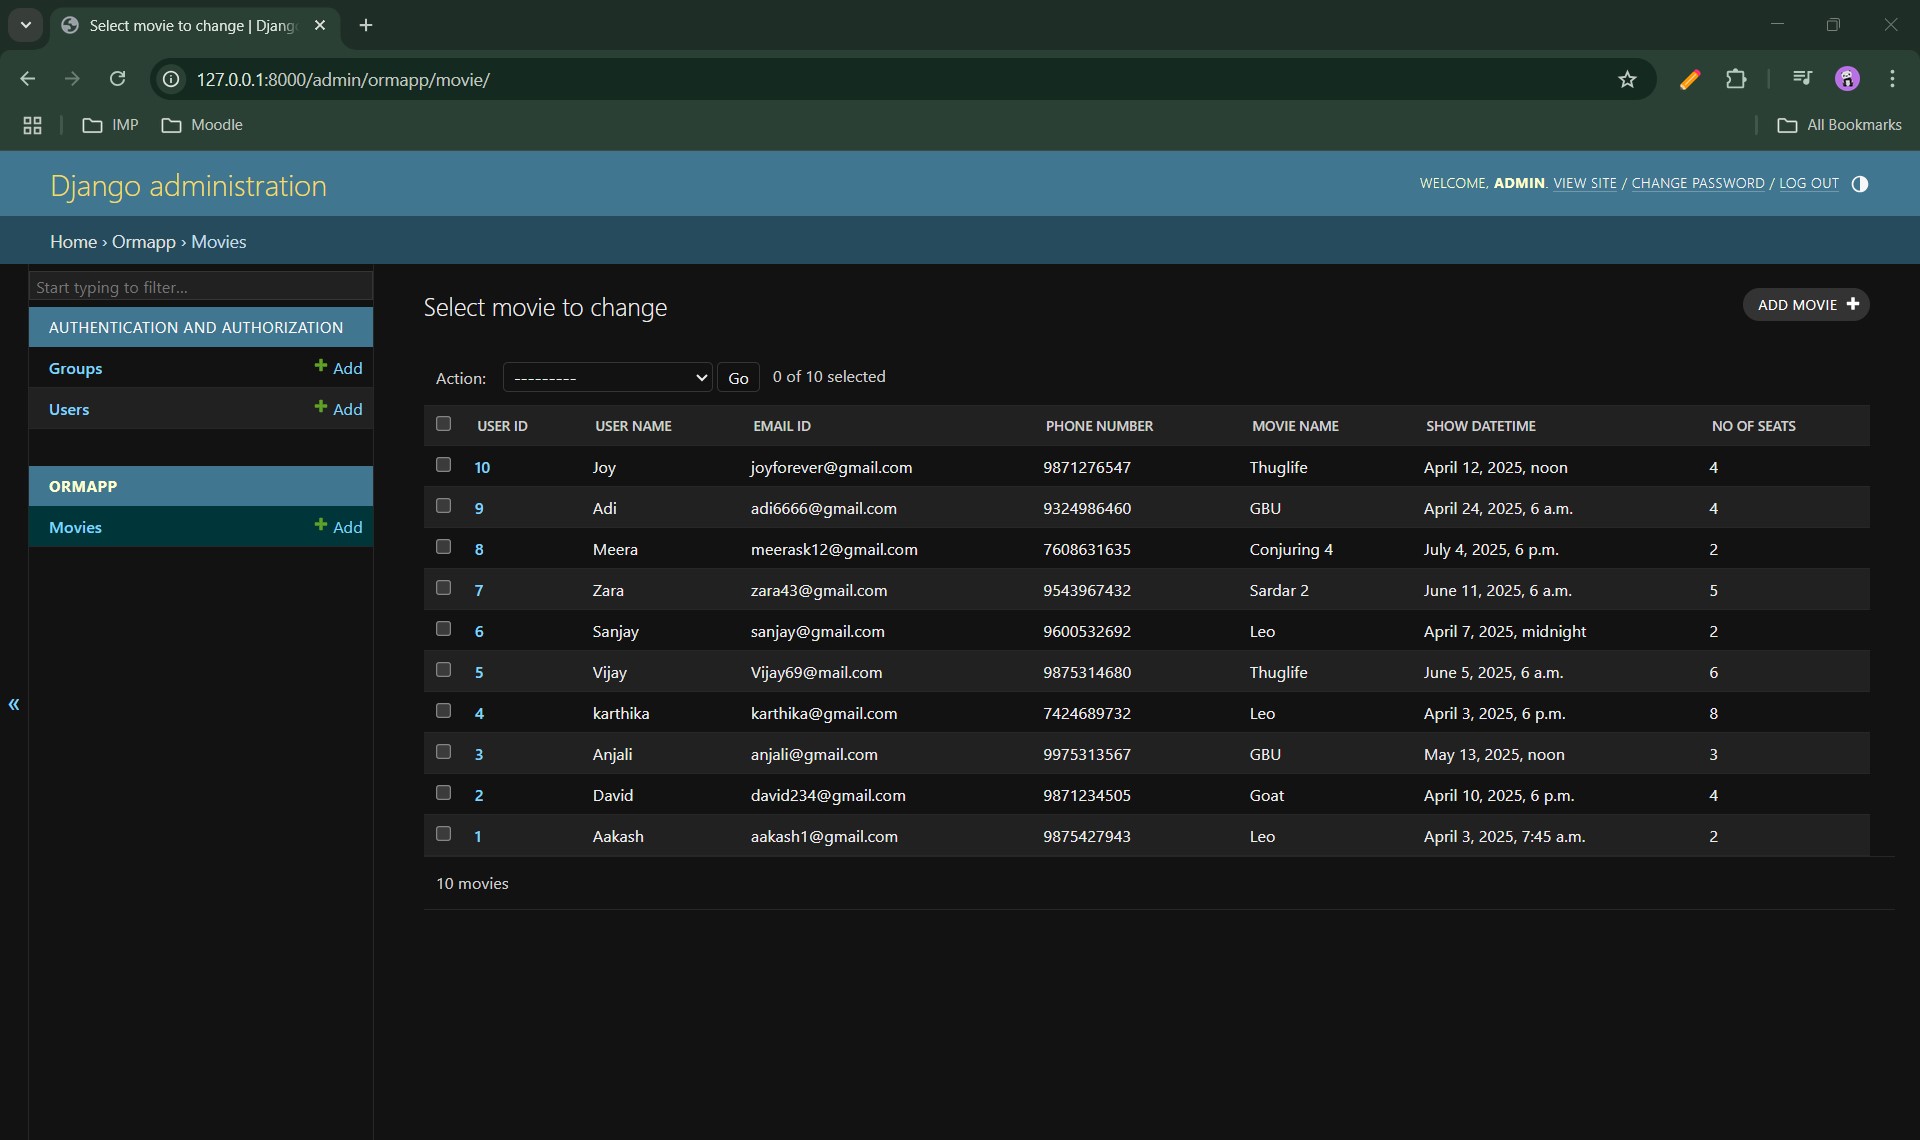 Select movie to change | Djang
127.0.0.1:8000/admin/ormapp/movie/
IMP Moodle All Bookmarks
Django administration
WELCOME, ADMIN. VIEW SITE / CHANGE PASSWORD / LOG OUT
Home › Ormapp › Movies
Start typing to filter...
AUTHENTICATION AND AUTHORIZATION
Groups + Add
Users + Add
ORMAPP
Movies + Add
«
Select movie to change
ADD MOVIE +
Action: --------- Go 0 of 10 selected
USER ID USER NAME EMAIL ID PHONE NUMBER MOVIE NAME SHOW DATETIME NO OF SEATS
10 Joy joyforever@gmail.com 9871276547 Thuglife April 12, 2025, noon 4
9 Adi adi6666@gmail.com 9324986460 GBU April 24, 2025, 6 a.m. 4
8 Meera meerask12@gmail.com 7608631635 Conjuring 4 July 4, 2025, 6 p.m. 2
7 Zara zara43@gmail.com 9543967432 Sardar 2 June 11, 2025, 6 a.m. 5
6 Sanjay sanjay@gmail.com 9600532692 Leo April 7, 2025, midnight 2
5 Vijay Vijay69@mail.com 9875314680 Thuglife June 5, 2025, 6 a.m. 6
4 karthika karthika@gmail.com 7424689732 Leo April 3, 2025, 6 p.m. 8
3 Anjali anjali@gmail.com 9975313567 GBU May 13, 2025, noon 3
2 David david234@gmail.com 9871234505 Goat April 10, 2025, 6 p.m. 4
1 Aakash aakash1@gmail.com 9875427943 Leo April 3, 2025, 7:45 a.m. 2
10 movies